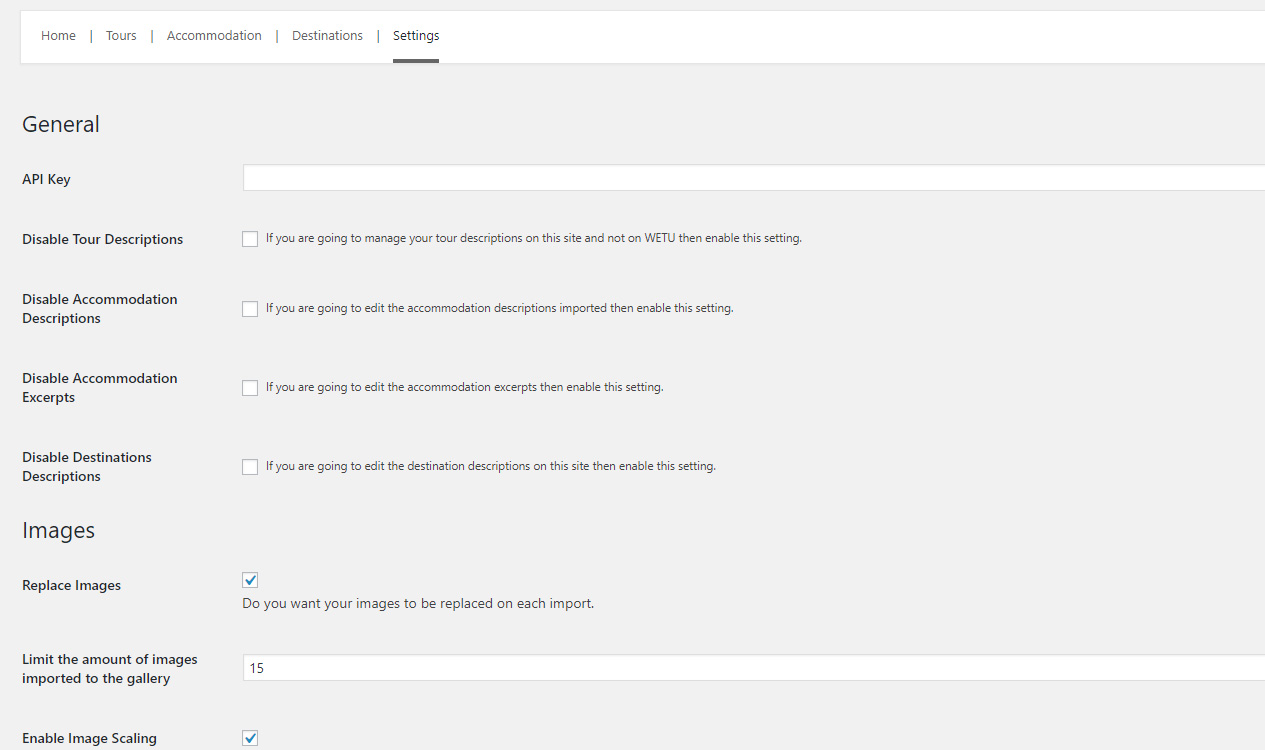 Home | Tours | Accommodation | Destinations | Settings
General
API Key
Disable Tour Descriptions
If you are going to manage your tour descriptions on this site and not on WETU then enable this setting.
Disable Accommodation
Descriptions
If you are going to edit the accommodation descriptions imported then enable this setting.
Disable Accommodation
Excerpts
If you are going to edit the accommodation excerpts then enable this setting.
Disable Destinations
Descriptions
If you are going to edit the destination descriptions on this site then enable this setting.
Images
Replace Images
Do you want your images to be replaced on each import.
Limit the amount of images
imported to the gallery
15
Enable Image Scaling